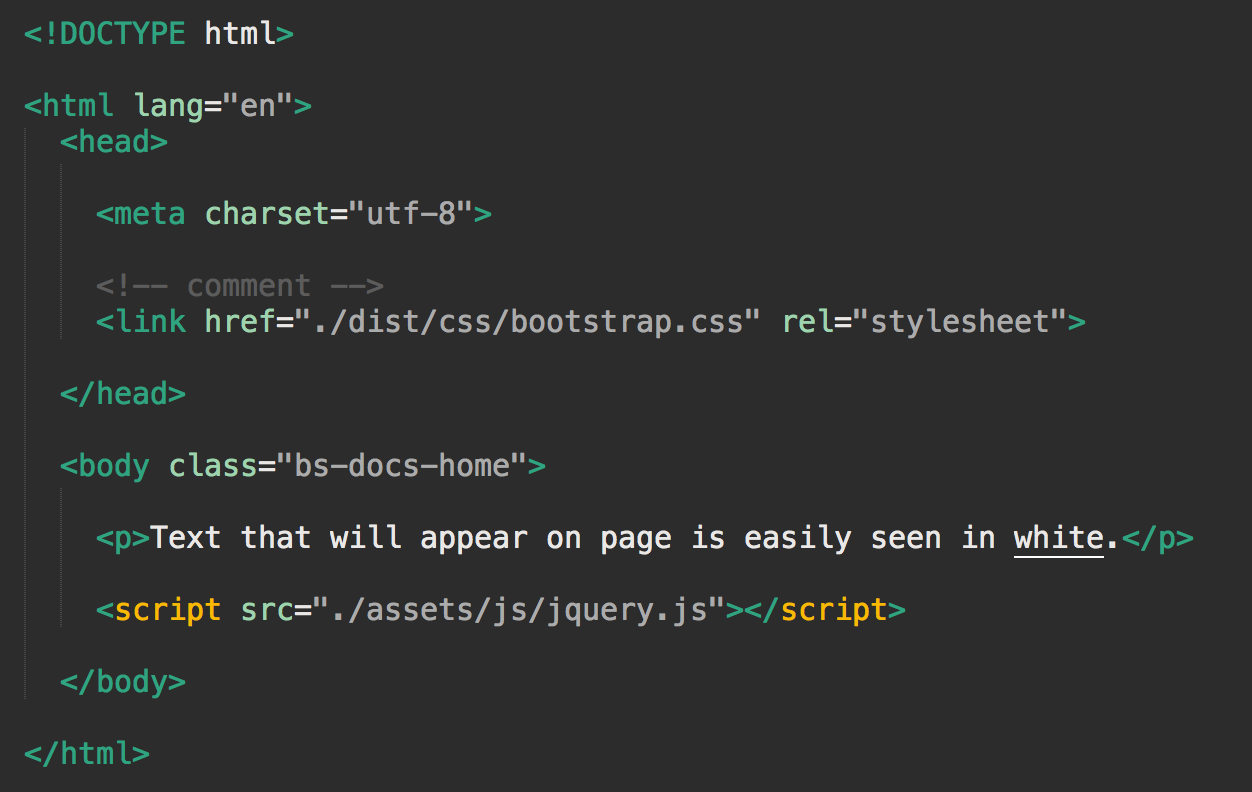 <!DOCTYPE html>
<html lang="en">
<head>
<meta charset="utf-8">
<!-- comment -->
<link href="./dist/css/bootstrap.css" rel="stylesheet">
</head>
<body class="bs-docs-home">
<p>Text that will appear on page is easily seen in white.</p>
<script src="./assets/js/jquery.js"></script>
</body>
</html>